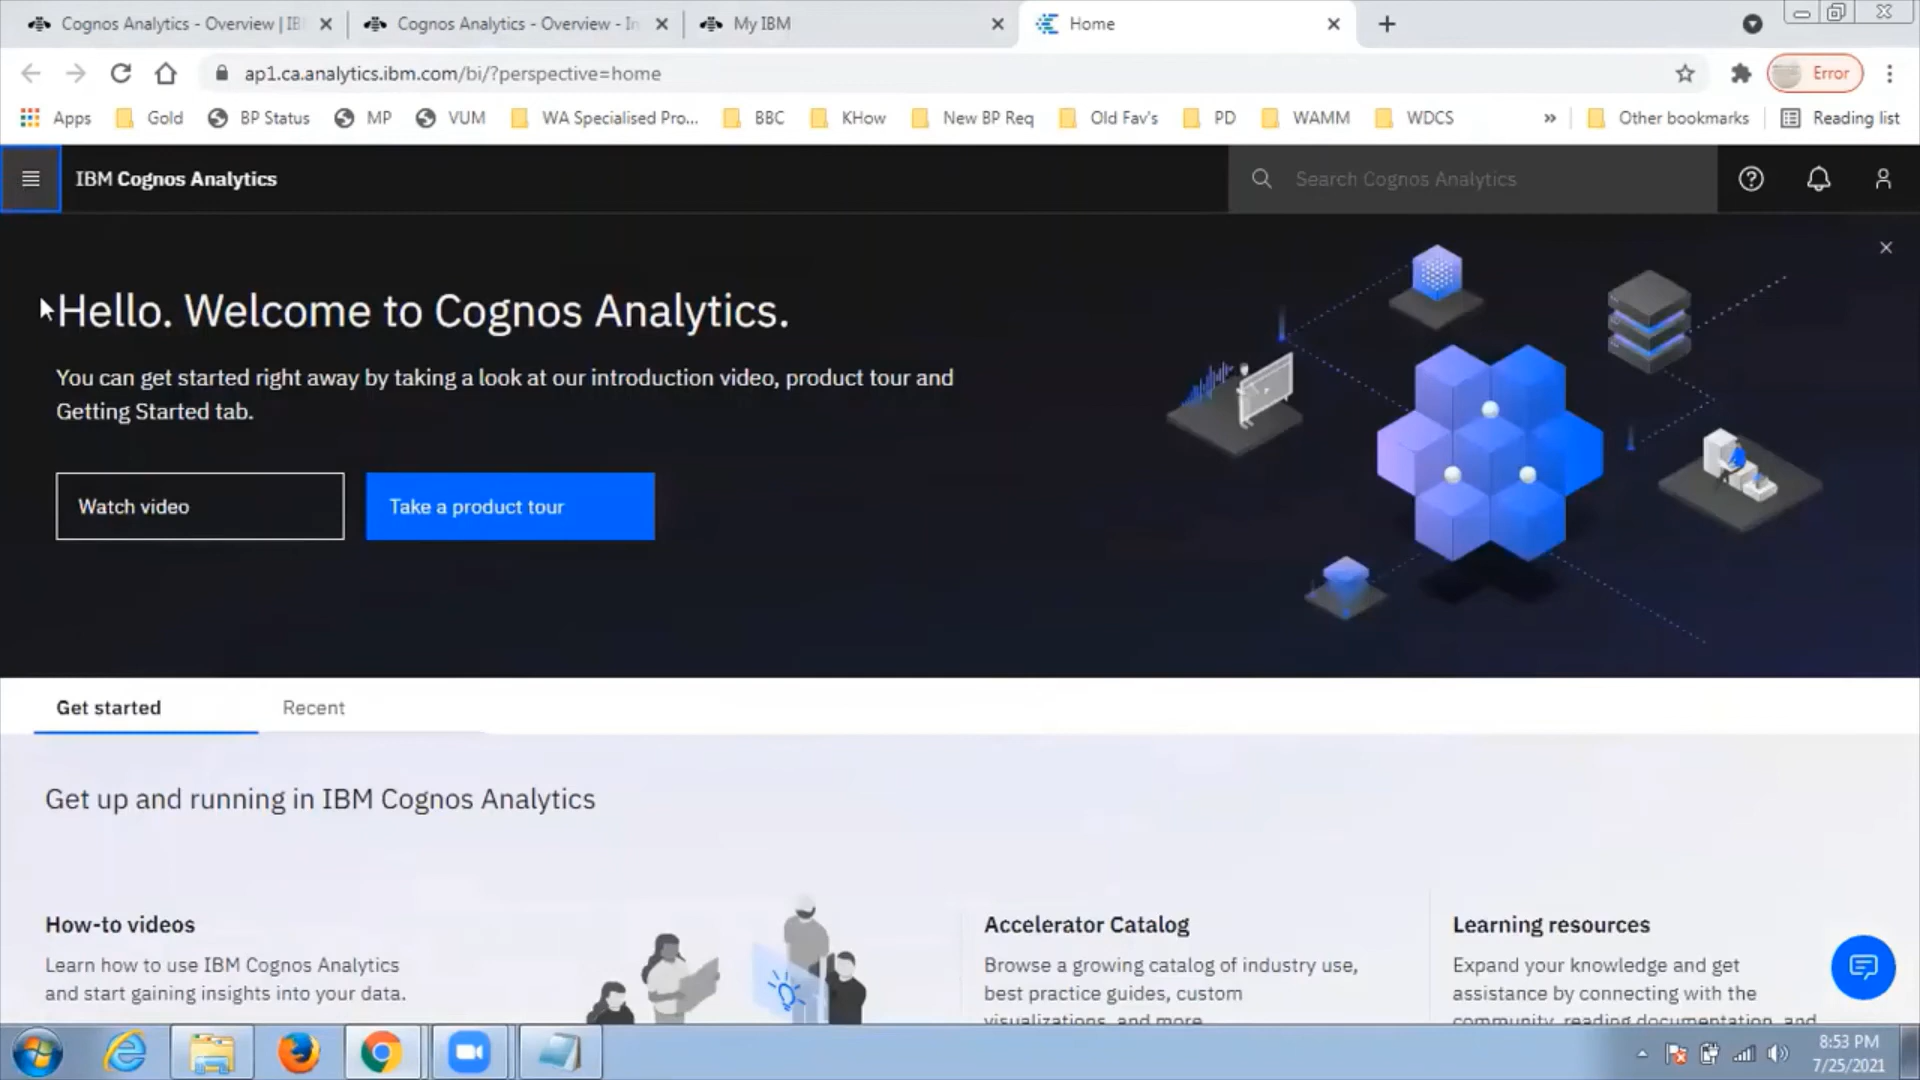 Cognos Analytics - Overview | IB
Cognos Analytics - Overview - In
My IBM
Home
ap1.ca.analytics.ibm.com/bi/?perspective=home
Error
Apps
Gold
BP Status
MP
VUM
WA Specialised Pro...
BBC
KHow
New BP Req
Old Fav's
PD
WAMM
WDCS
»
Other bookmarks
Reading list
IBM Cognos Analytics
Search Cognos Analytics
Hello. Welcome to Cognos Analytics.
You can get started right away by taking a look at our introduction video, product tour and
Getting Started tab.
Watch video
Take a product tour
Get started
Recent
Get up and running in IBM Cognos Analytics
How-to videos
Learn how to use IBM Cognos Analytics
and start gaining insights into your data.
Accelerator Catalog
Browse a growing catalog of industry use,
best practice guides, custom
visualizations, and more.
Learning resources
Expand your knowledge and get
assistance by connecting with the
community, reading documentation, and
8:53 PM
7/25/2021